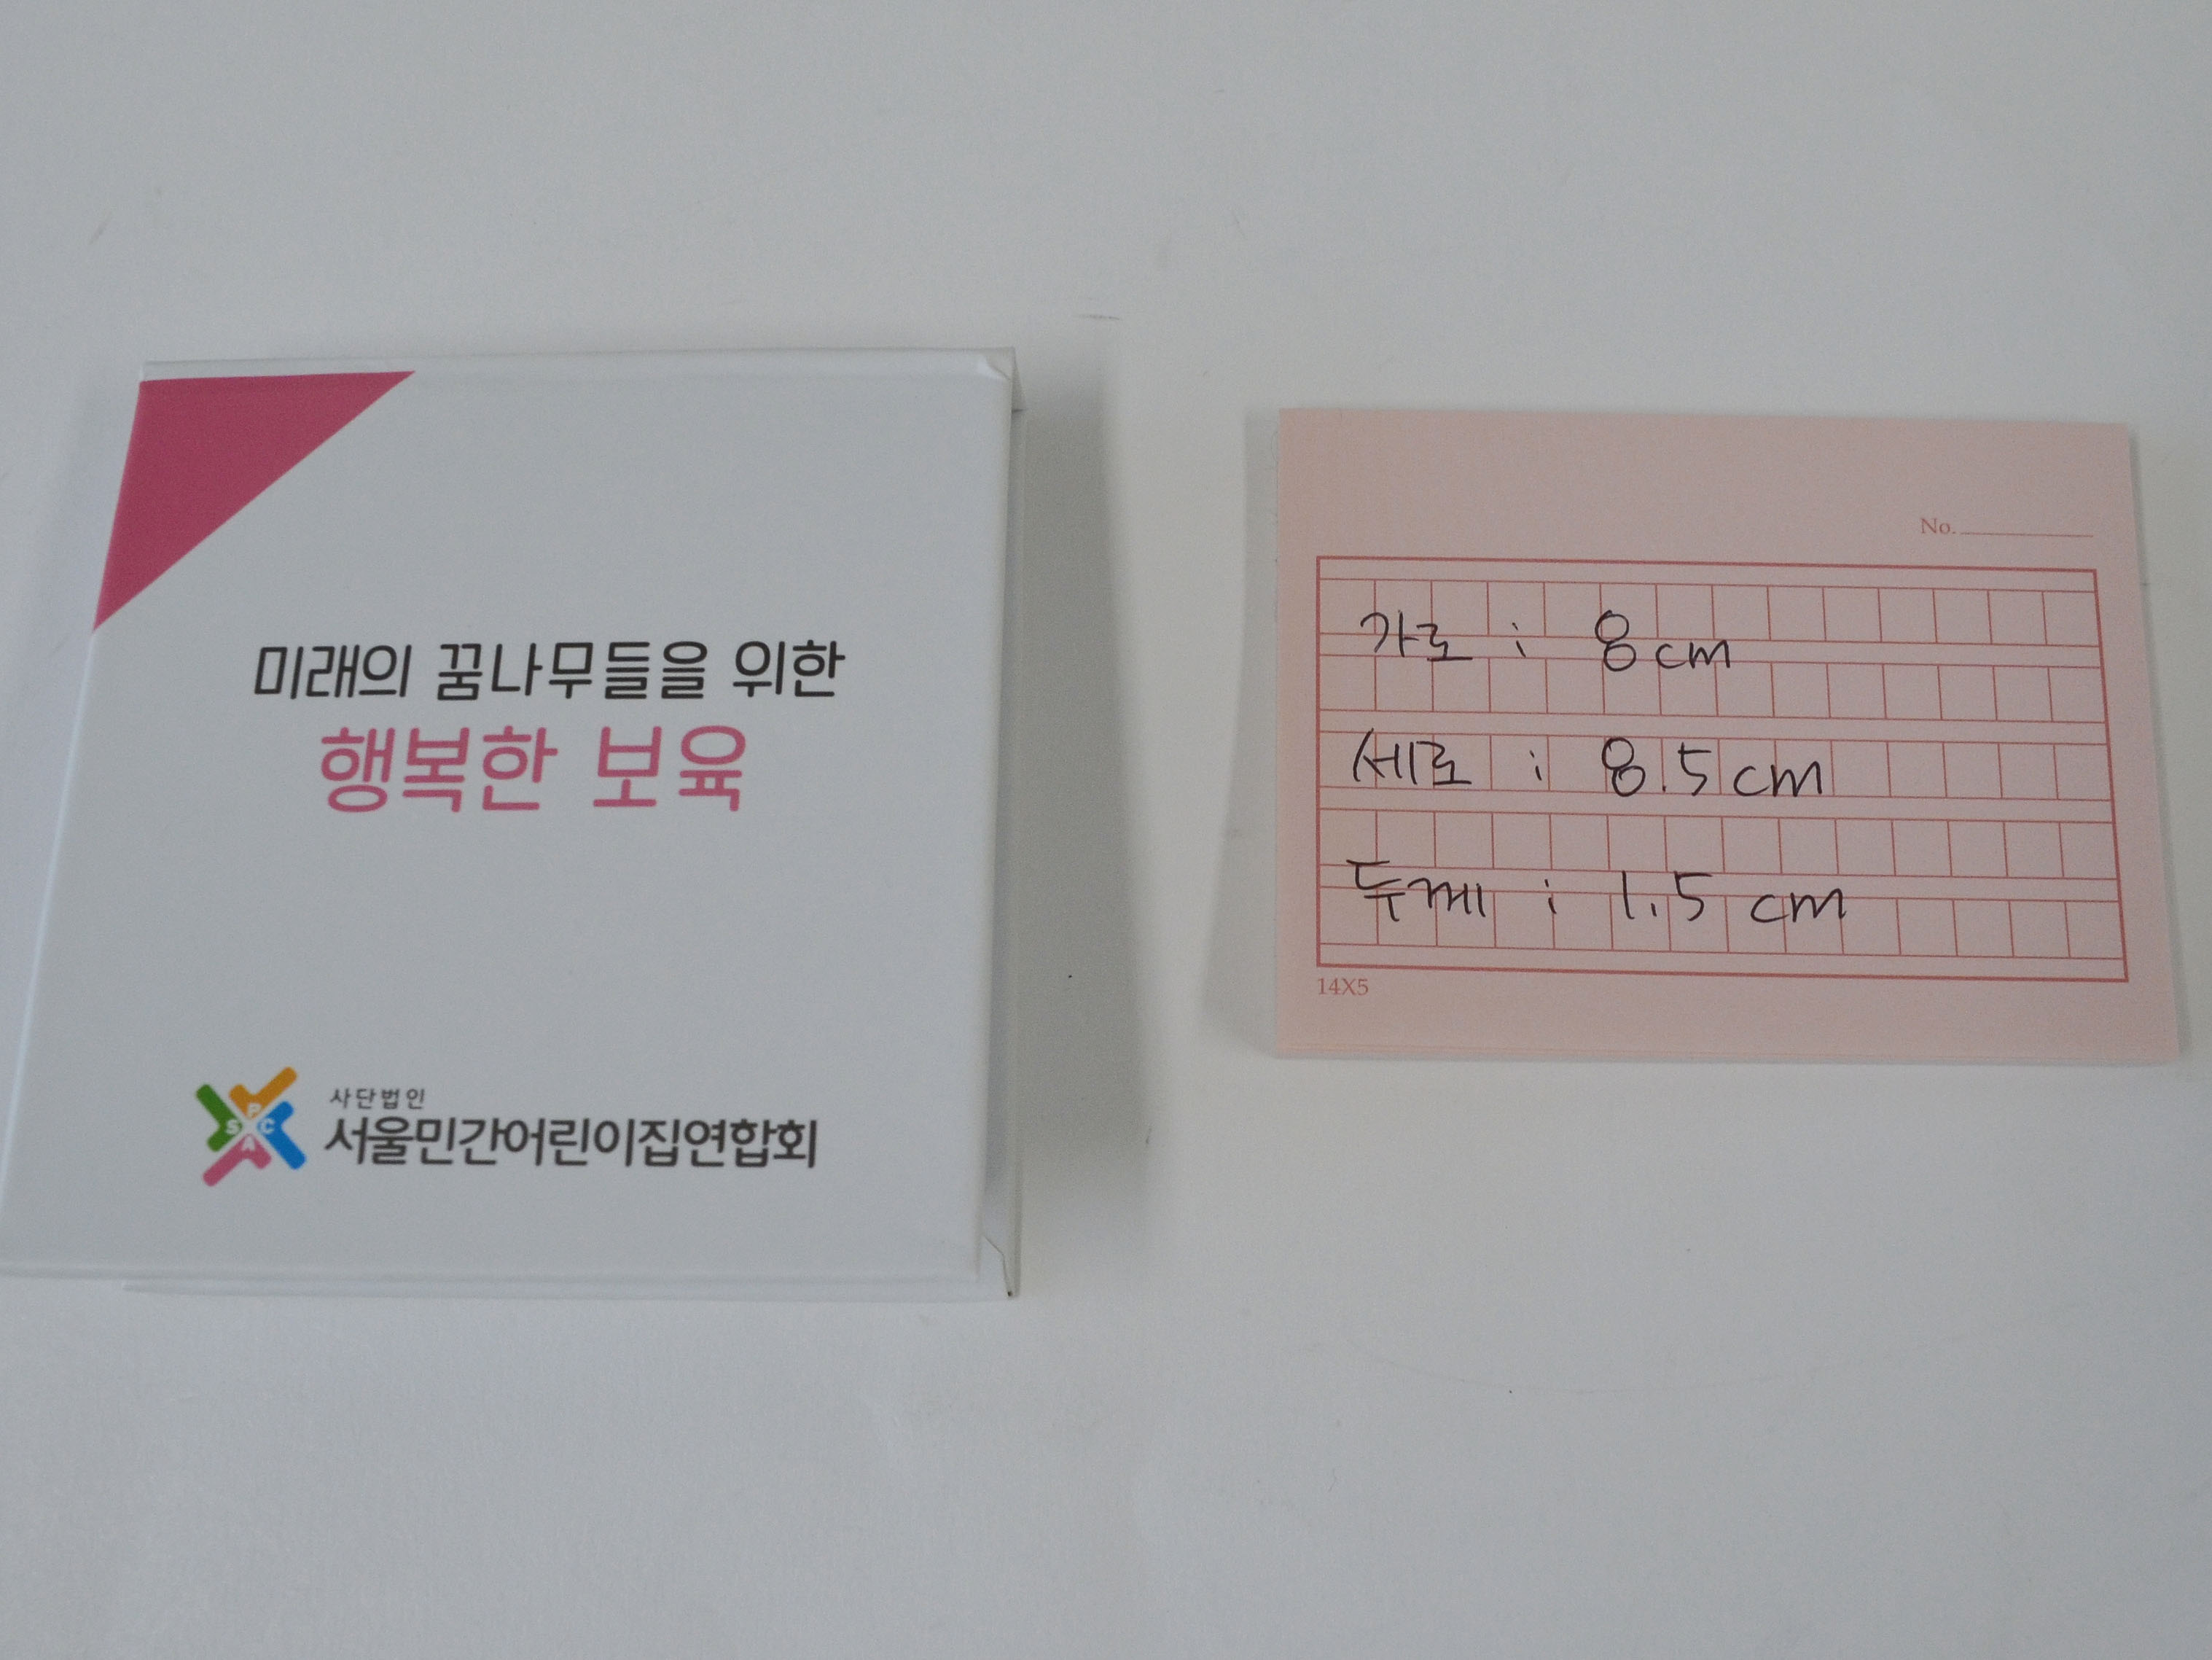 미래의 꿈나무들을 위한
행복한 보육
P
S C
A
사단법인
서울민간어린이집연합회
No.
가로 : 8cm
세로 : 8.5cm
두께 : 1.5 cm
14X5